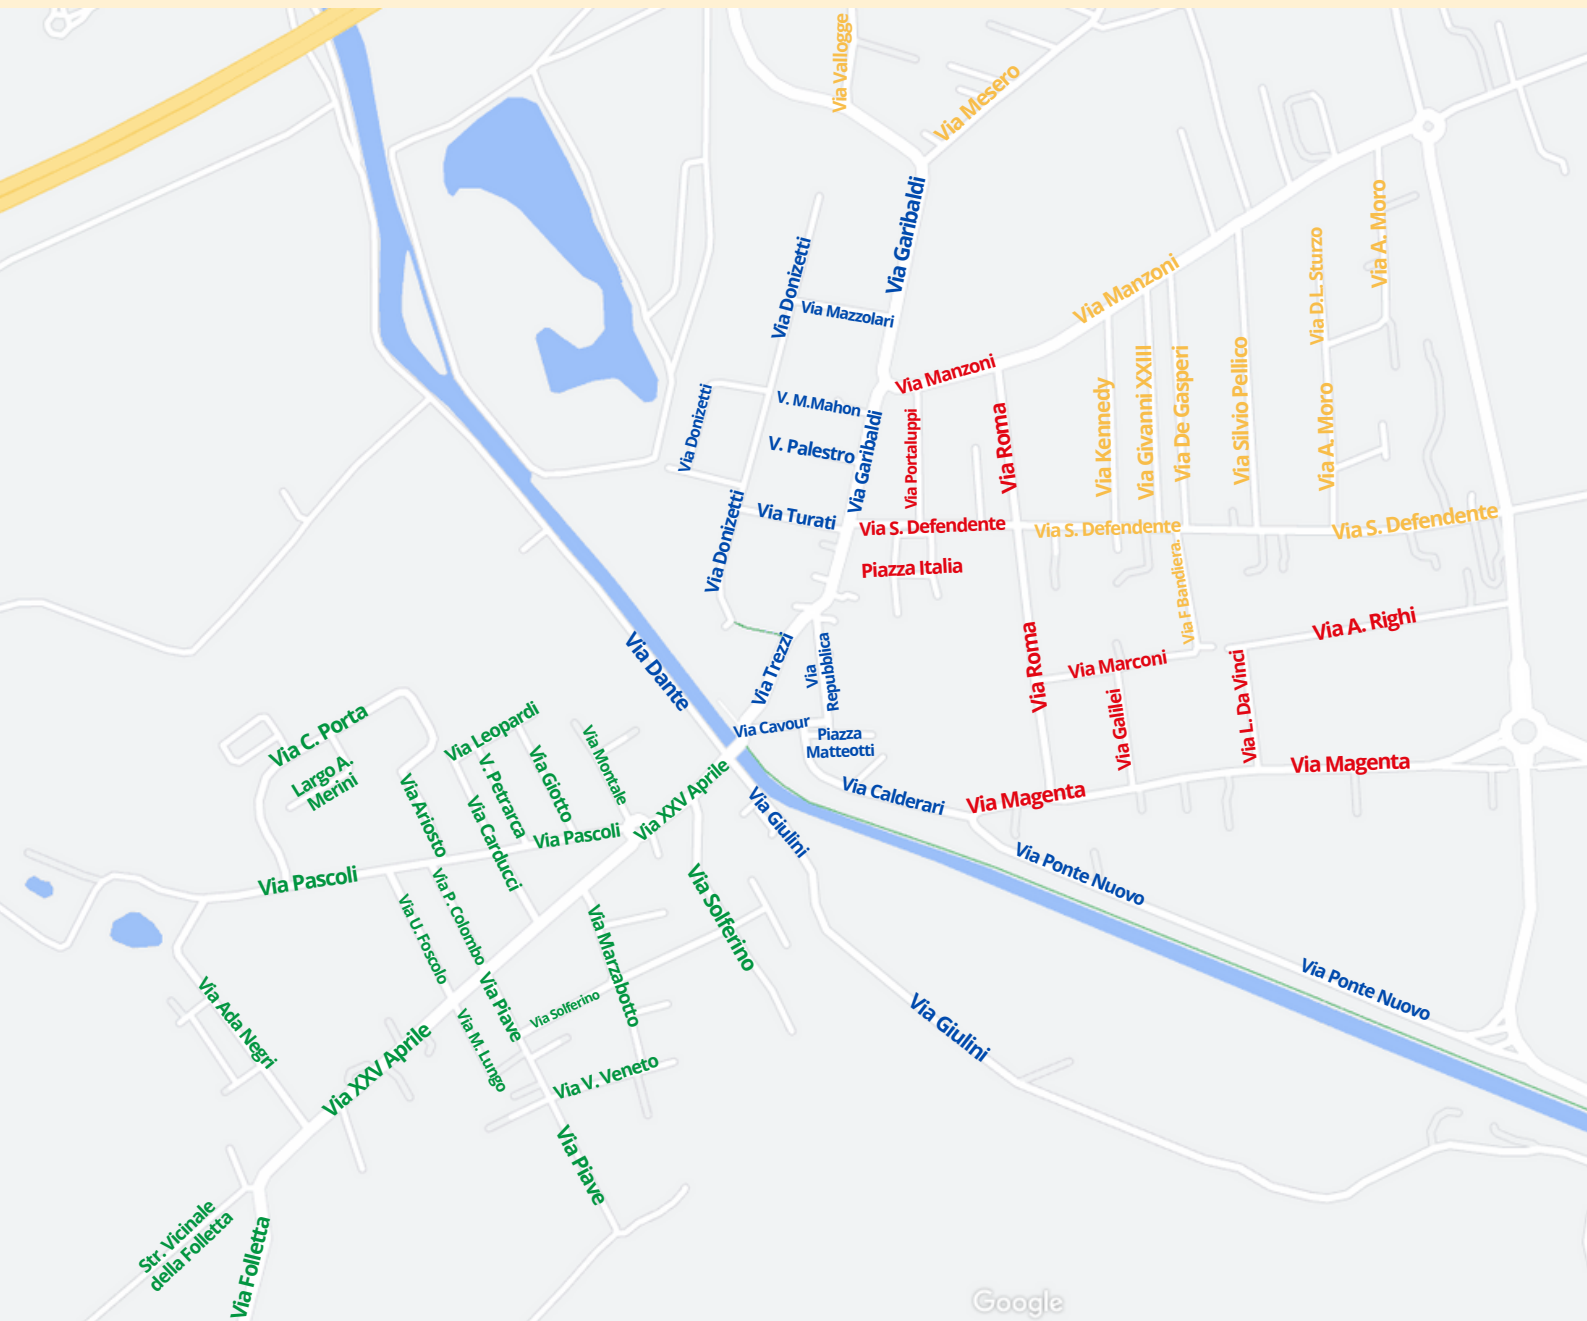 Via Vallogge
Via Mesero
Via Garibaldi
Via Donizetti
Via Mazzolari
Via Manzoni
Via D.L. Sturzo
Via A. Moro
Via Manzoni
Via Donizetti
V. M.Mahon
V. Palestro
Via Garibaldi
Via Portaluppi
Via Roma
Via Kennedy
Via Givanni XXIII
Via De Gasperi
Via Silvio Pellico
Via A. Moro
Via Donizetti
Via Turati
Via S. Defendente
Via S. Defendente
Via S. Defendente
Piazza Italia
Via F Bandiera.
Via A. Righi
Via Dante
Via Trezzi
Via
Repubblica
Via Roma
Via Marconi
Via Galilei
Via L. Da Vinci
Via Cavour
Piazza
Matteotti
Via Magenta
Via Magenta
Via Calderari
Via C. Porta
Largo A.
Merini
Via Leopardi
V. Petrarca
Via Giotto
Via Montale
Via Ariosto
Via Carducci
Via Pascoli
Via XXV Aprile
Via Giulini
Via Ponte Nuovo
Via Pascoli
Via U. Foscolo
Via P. Colombo
Via Marzabotto
Via Solferino
Via Ponte Nuovo
Via Ada Negri
Via Piave
Via Solferino
Via Giulini
Via XXV Aprile
Via M. Lungo
Via V. Veneto
Via Piave
Str. Vicinale
della Folletta
Via Folletta
Google